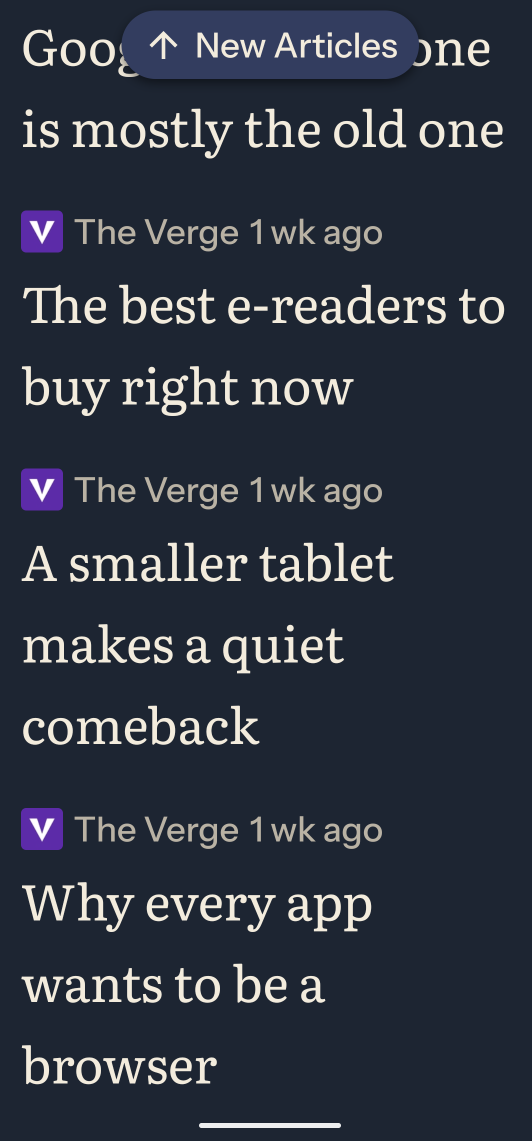 New Articles
one
is mostly the old one
The Verge 1 wk ago
The best e-readers to
buy right now
The Verge 1 wk ago
A smaller tablet
makes a quiet
comeback
The Verge 1 wk ago
Why every app
wants to be a
browser